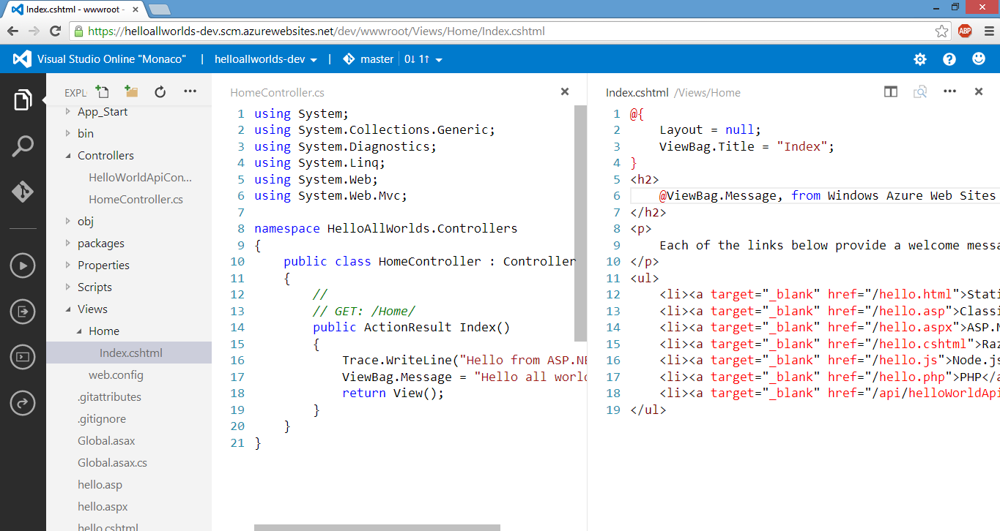 Index.cshtml - wwwroot -
https://helloallworlds-dev.scm.azurewebsites.net/dev/wwwroot/Views/Home/Index.cshtml
ABP
Visual Studio Online "Monaco" | helloallworlds-dev | master 0↓ 1↑
EXPL
App_Start
bin
Controllers
HelloWorldApiCon...
HomeController.cs
obj
packages
Properties
Scripts
Views
Home
Index.cshtml
web.config
.gitattributes
.gitignore
Global.asax
Global.asax.cs
hello.asp
hello.aspx
hello.cshtml
HomeController.cs
1 using System;
2 using System.Collections.Generic;
3 using System.Diagnostics;
4 using System.Linq;
5 using System.Web;
6 using System.Web.Mvc;
7
8 namespace HelloAllWorlds.Controllers
9 {
10     public class HomeController : Controller
11     {
12         //
13         // GET: /Home/
14         public ActionResult Index()
15         {
16             Trace.WriteLine("Hello from ASP.NE
17             ViewBag.Message = "Hello all world
18             return View();
19         }
20     }
21 }
Index.cshtml /Views/Home
1 @{
2     Layout = null;
3     ViewBag.Title = "Index";
4 }
5 <h2>
6     @ViewBag.Message, from Windows Azure Web Sites
7 </h2>
8 <p>
9     Each of the links below provide a welcome messa
10 </p>
11 <ul>
12     <li><a target="_blank" href="/hello.html">Stati
13     <li><a target="_blank" href="/hello.asp">Classi
14     <li><a target="_blank" href="/hello.aspx">ASP.N
15     <li><a target="_blank" href="/hello.cshtml">Raz
16     <li><a target="_blank" href="/hello.js">Node.js
17     <li><a target="_blank" href="/hello.php">PHP</a
18     <li><a target="_blank" href="/api/helloWorldApi
19 </ul>